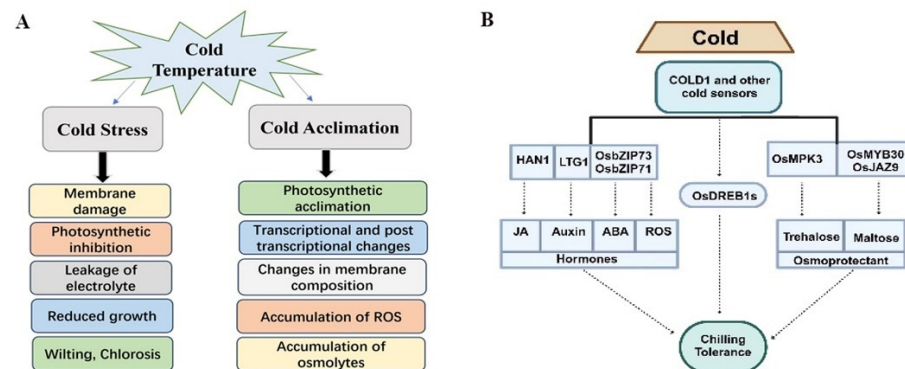 A
Cold
Temperature
Cold Stress
Cold Acclimation
Membrane
damage
Photosynthetic
inhibition
Leakage of
electrolyte
Reduced growth
Wilting, Chlorosis
Photosynthetic
acclimation
Transcriptional and post
transcriptional changes
Changes in membrane
composition
Accumulation of ROS
Accumulation of
osmolytes
B
Cold
COLD1 and other
cold sensors
HAN1
LTG1
OsbZIP73
OsbZIP71
OsDREB1s
OsMPK3
OsMYB30
OsJAZ9
JA
Auxin
ABA
ROS
Hormones
Trehalose
Maltose
Osmoprotectant
Chilling
Tolerance